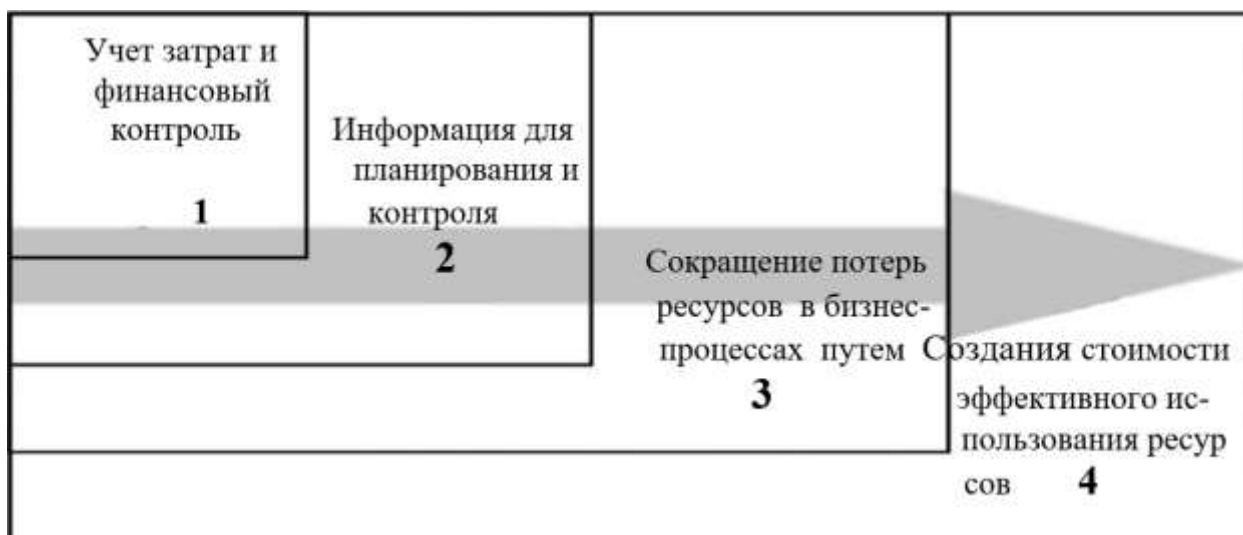 Учет затрат и
финансовый
контроль
1
Информация для
планирования и
контроля
2
Сокращение потерь
ресурсов в бизнес-
процессах путем
3
Создания стоимости
эффективного ис-
пользования ресур
сов 4